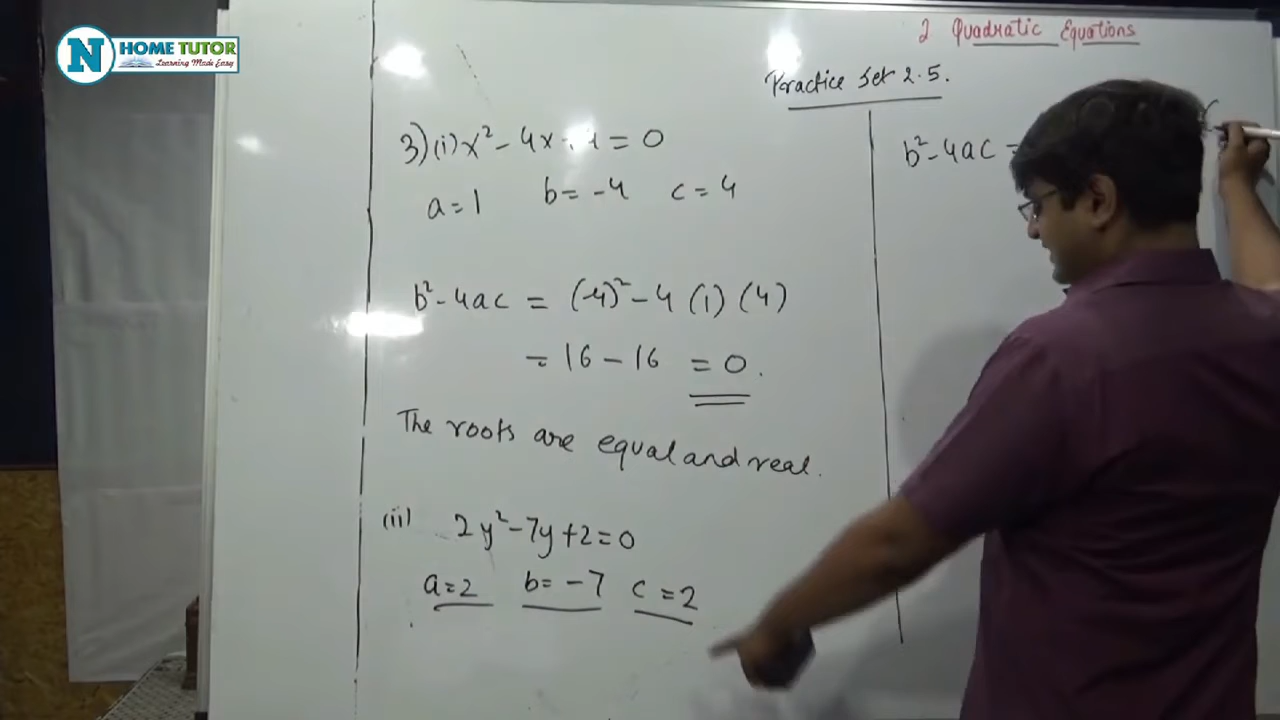 N HOME TUTOR
Learning Made Easy
2 Quadratic Equations
Practice Set 2.5.
3) (i) x² - 4x + 4 = 0
a = 1 b = -4 c = 4
b² - 4ac = (-4)² - 4 (1) (4)
= 16 - 16 = 0.
The roots are equal and real.
(ii) 2y² - 7y + 2 = 0
a = 2 b = -7 c = 2
b² - 4ac =